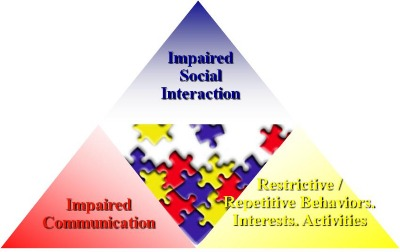 Impaired
Social
Interaction
Impaired
Communication
Restrictive /
Repetitive Behaviors.
Interests. Activities